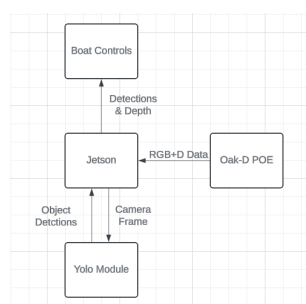 Boat Controls
Detections
& Depth
Jetson
RGB+D Data
Oak-D POE
Object
Detctions
Camera
Frame
Yolo Module